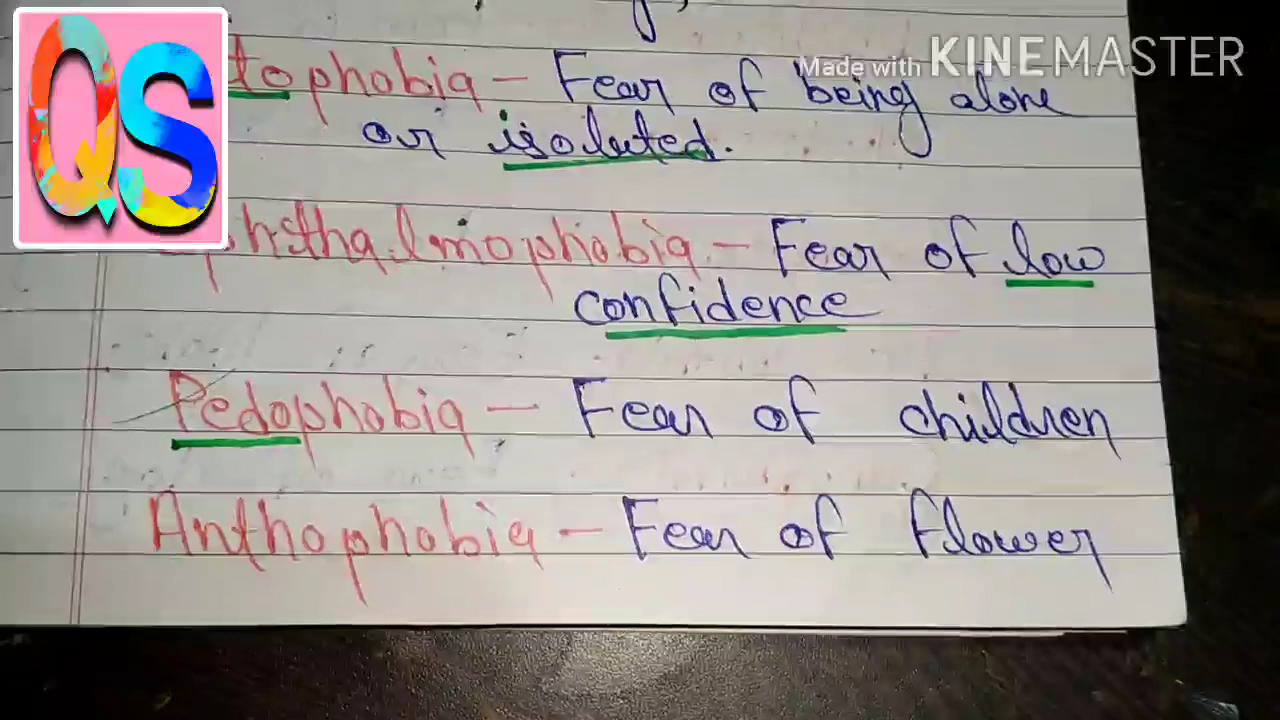 QS
Made with KINEMASTER
tophobia - Fear of being alone
or isolated.
phthalmophobia - Fear of low
confidence
Pedophobia - Fear of children
Anthophobia - Fear of flower